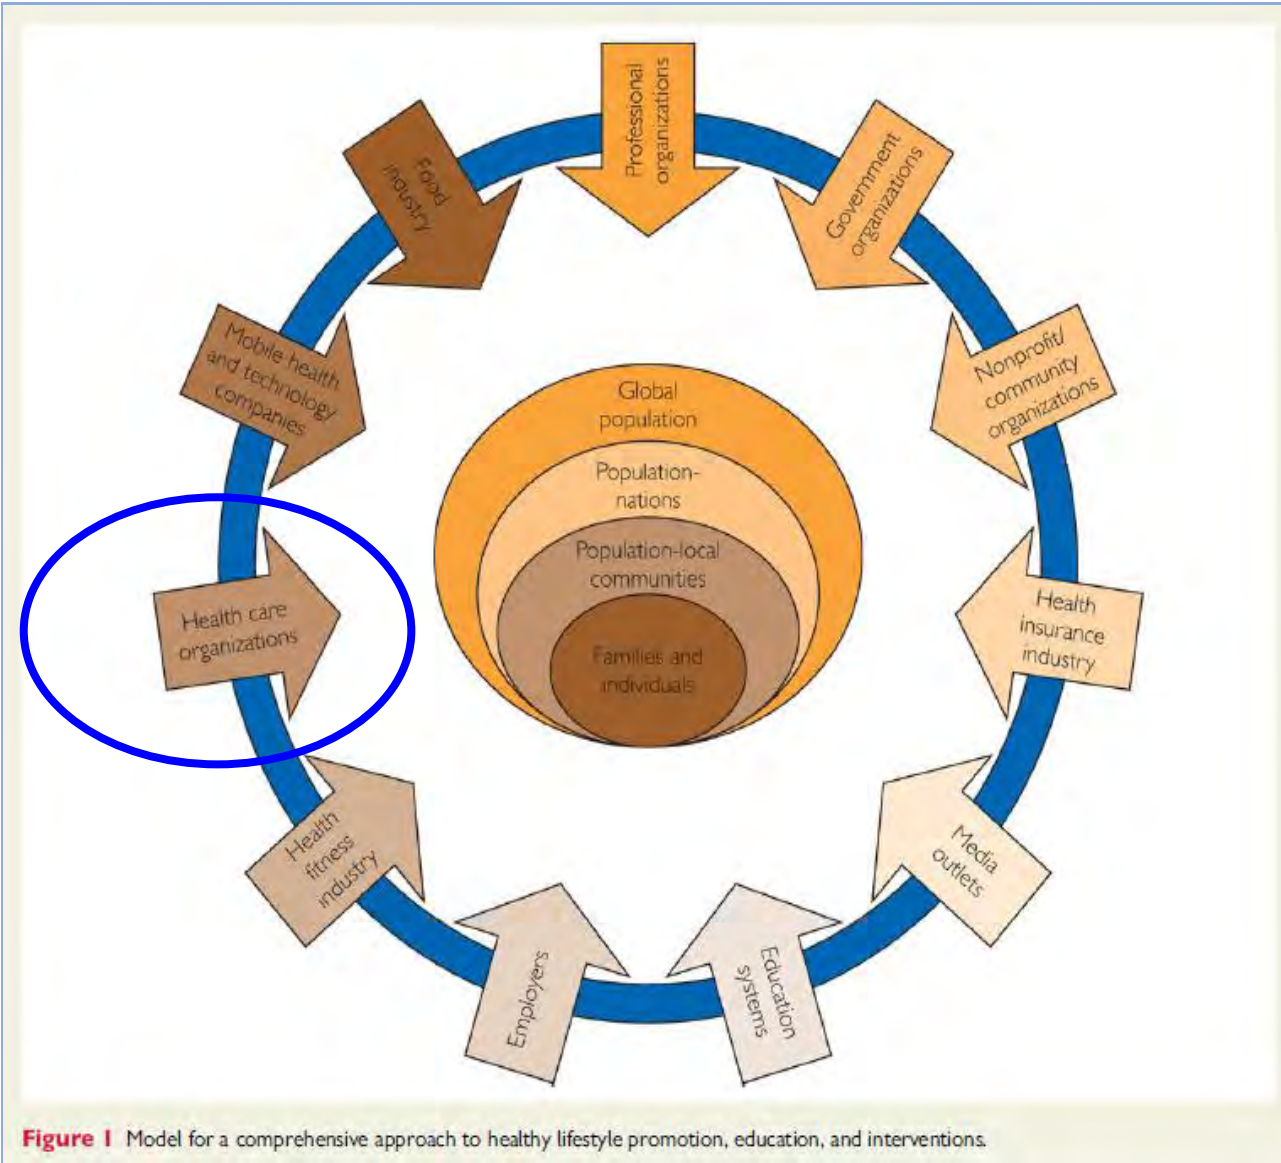 Professional
organizations
Government
organizations
Nonprofit/
community
organizations
Health
insurance
industry
Media
outlets
Education
systems
Employers
Health
fitness
industry
Health care
organizations
Mobile health
and technology
companies
Food
industry
Global
population
Population-
nations
Population-local
communities
Families and
individuals
Figure 1 Model for a comprehensive approach to healthy lifestyle promotion, education, and interventions.